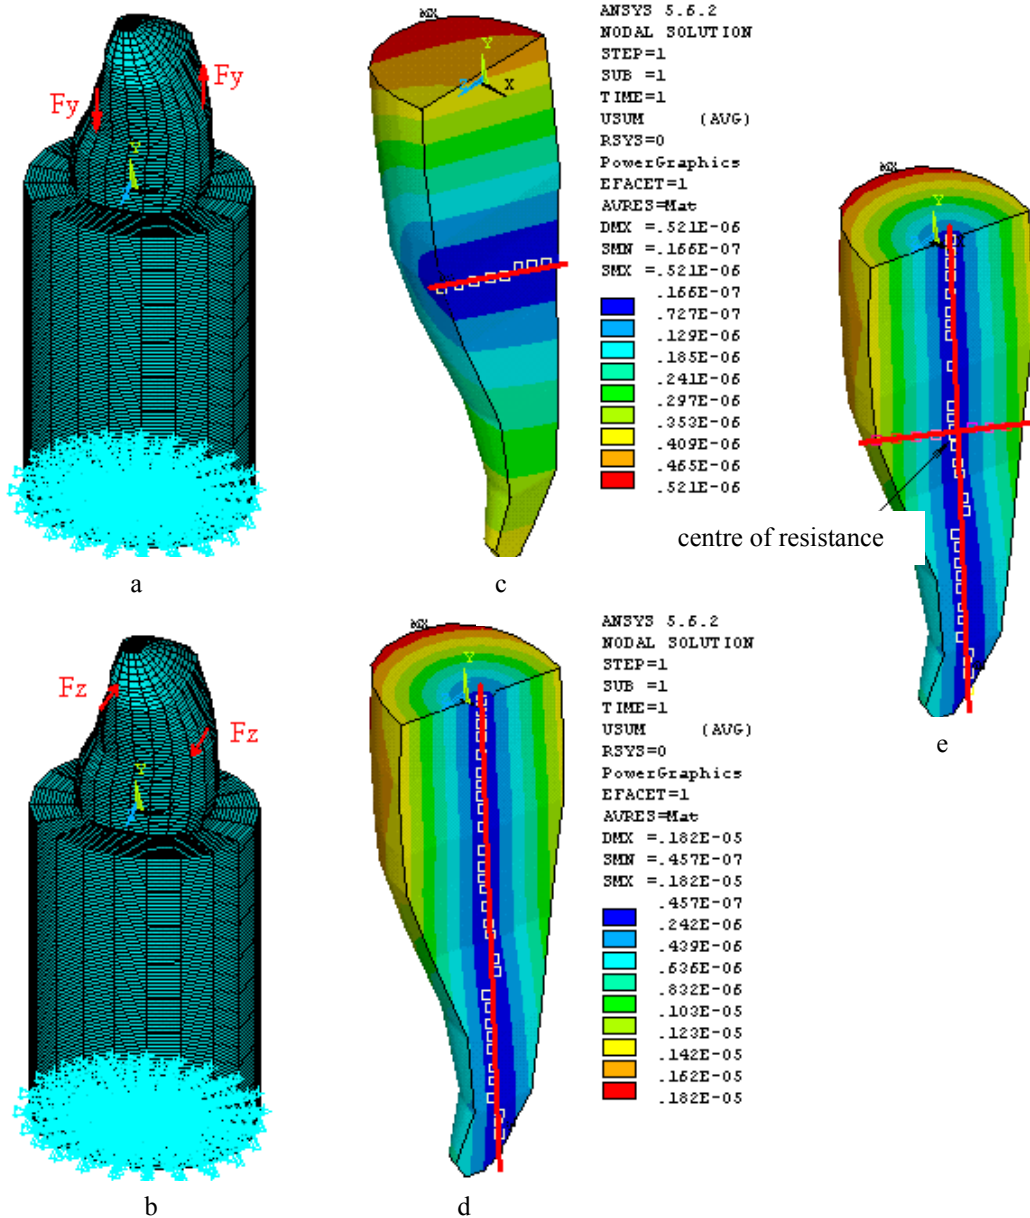 Fy
Fy
Y
a
MX
Y
X
c
ANSYS 5.6.2
NODAL SOLUTION
STEP=1
SUB =1
TIME=1
USUM (AVG)
RSYS=0
PowerGraphics
EFACET=1
AVRES=Mat
DMX =.521E-06
SMN =.166E-07
SMX =.521E-06
.166E-07
.727E-07
.129E-06
.185E-06
.241E-06
.297E-06
.353E-06
.409E-06
.465E-06
.521E-06
MX
Y
X
centre of resistance
e
Fz
Fz
Y
b
MX
Y
d
ANSYS 5.6.2
NODAL SOLUTION
STEP=1
SUB =1
TIME=1
USUM (AVG)
RSYS=0
PowerGraphics
EFACET=1
AVRES=Mat
DMX =.182E-05
SMN =.457E-07
SMX =.182E-05
.457E-07
.242E-06
.439E-06
.636E-06
.832E-06
.103E-05
.123E-05
.142E-05
.162E-05
.182E-05